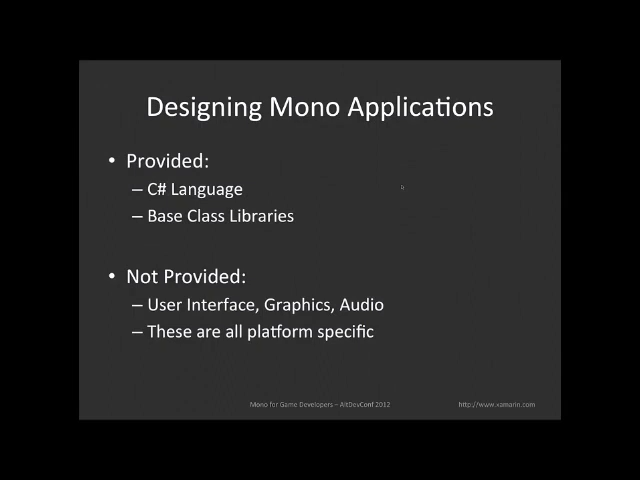 Designing Mono Applications
• Provided:
– C# Language
– Base Class Libraries
• Not Provided:
– User Interface, Graphics, Audio
– These are all platform specific
Mono for Game Developers – AltDevConf 2012
http://www.xamarin.com